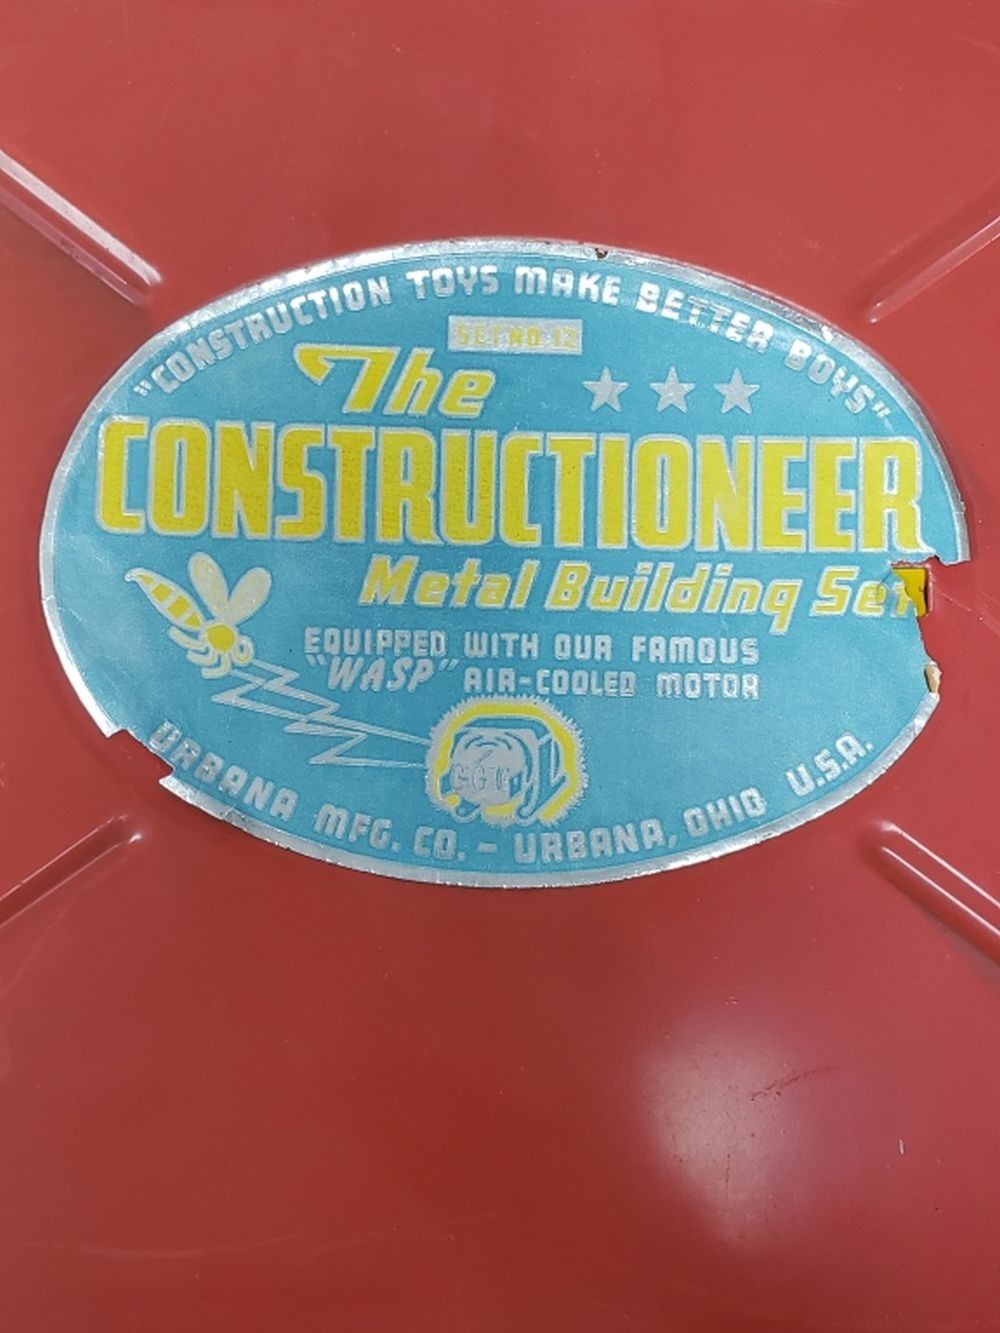 "CONSTRUCTION TOYS MAKE BETTER BOYS"
SET NO. 12
The
CONSTRUCTIONEER
Metal Building Set
EQUIPPED WITH OUR FAMOUS
"WASP" AIR-COOLED MOTOR
URBANA MFG. CO. - URBANA, OHIO U.S.A.